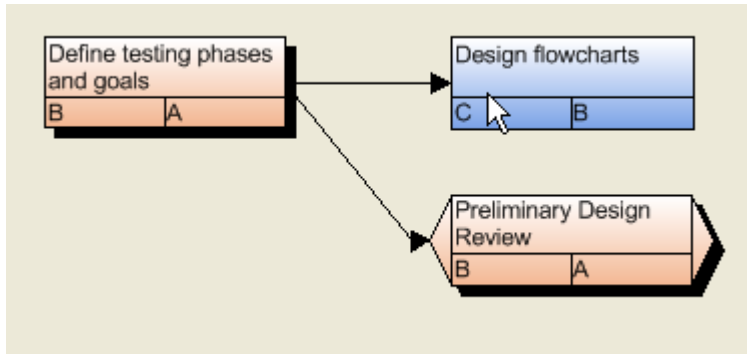 Define testing phases
and goals
B A
Design flowcharts
C B
Preliminary Design
Review
B A